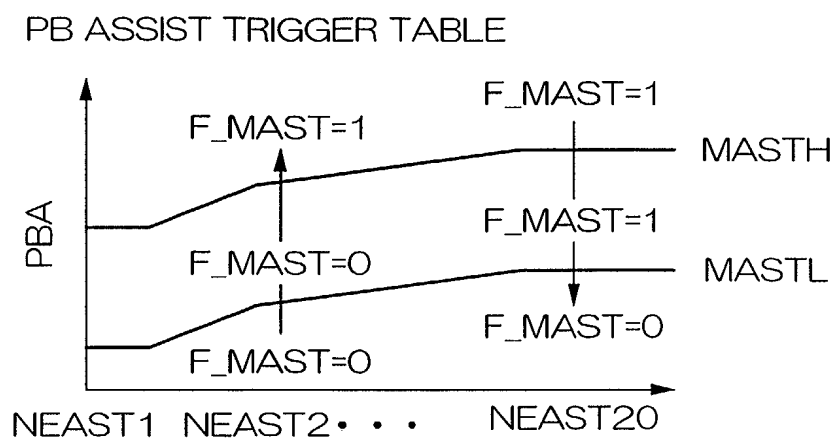 PB ASSIST TRIGGER TABLE
F_MAST=1
F_MAST=1
MASTH
PBA
F_MAST=1
F_MAST=0
MASTL
F_MAST=0
F_MAST=0
NEAST1 NEAST2 • • • NEAST20